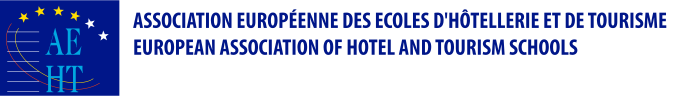 AE
HT
ASSOCIATION EUROPÉENNE DES ECOLES D'HÔTELLERIE ET DE TOURISME
EUROPEAN ASSOCIATION OF HOTEL AND TOURISM SCHOOLS